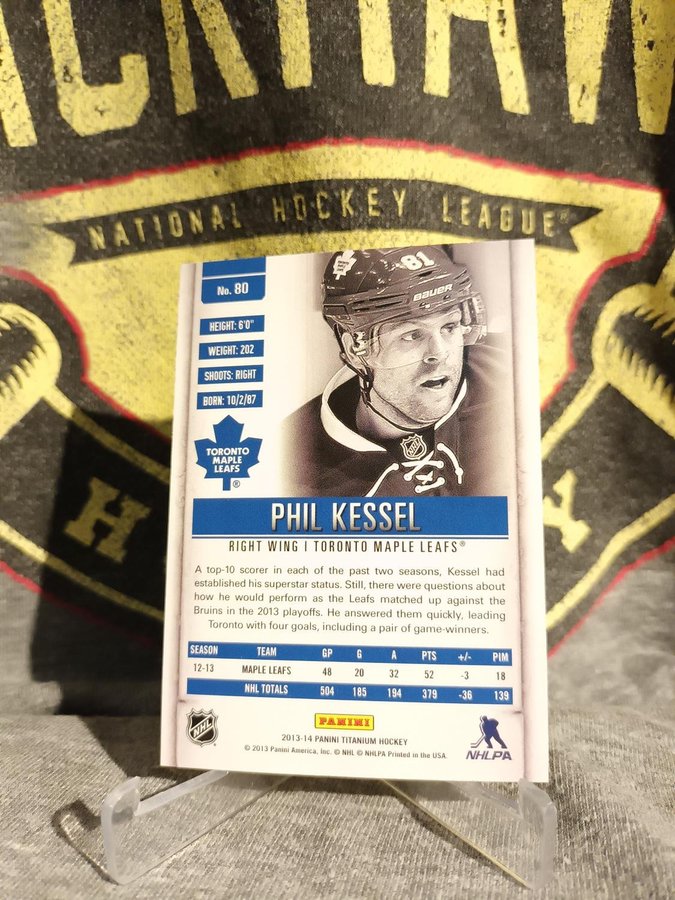 CKHAW
NATIONAL HOCKEY LEAGUE®
H
Y
No. 80
81
BAUER
HEIGHT: 6'0"
WEIGHT: 202
SHOOTS: RIGHT
BORN: 10/2/87
TORONTO
MAPLE
LEAFS
®
NHL
PHIL KESSEL
RIGHT WING | TORONTO MAPLE LEAFS®
A top-10 scorer in each of the past two seasons, Kessel had
established his superstar status. Still, there were questions about
how he would perform as the Leafs matched up against the
Bruins in the 2013 playoffs. He answered them quickly, leading
Toronto with four goals, including a pair of game-winners.
SEASON TEAM GP G A PTS +/- PIM
12-13 MAPLE LEAFS 48 20 32 52 -3 18
NHL TOTALS 504 185 194 379 -36 139
NHL
PANINI
NHLPA
2013-14 PANINI TITANIUM HOCKEY
© 2013 Panini America, Inc. © NHL © NHLPA Printed in the USA.